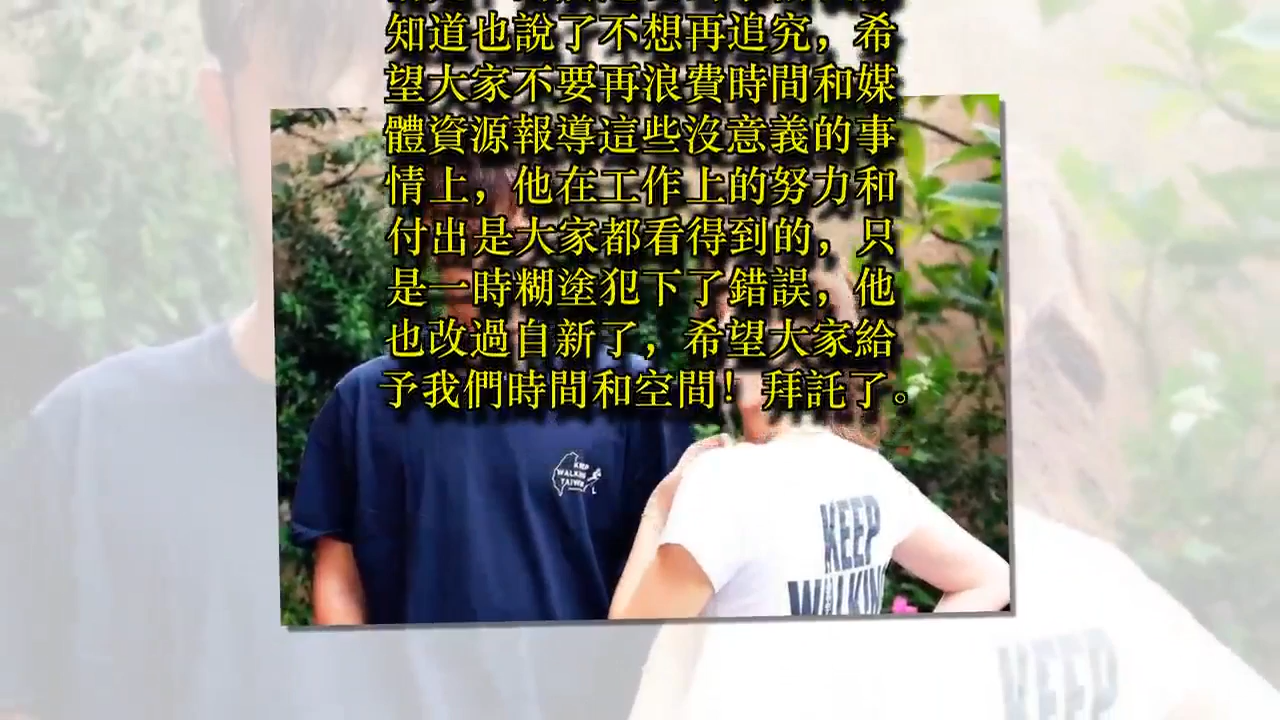 知道也說了不想再追究，希
望大家不要再浪費時間和媒
體資源報導這些沒意義的事
情上，他在工作上的努力和
付出是大家都看得到的，只
是一時糊塗犯下了錯誤，他
也改過自新了，希望大家給
予我們時間和空間！拜託了。
KEEP
WALKING
TAIWAN
KEEP
WALKING
KEEP